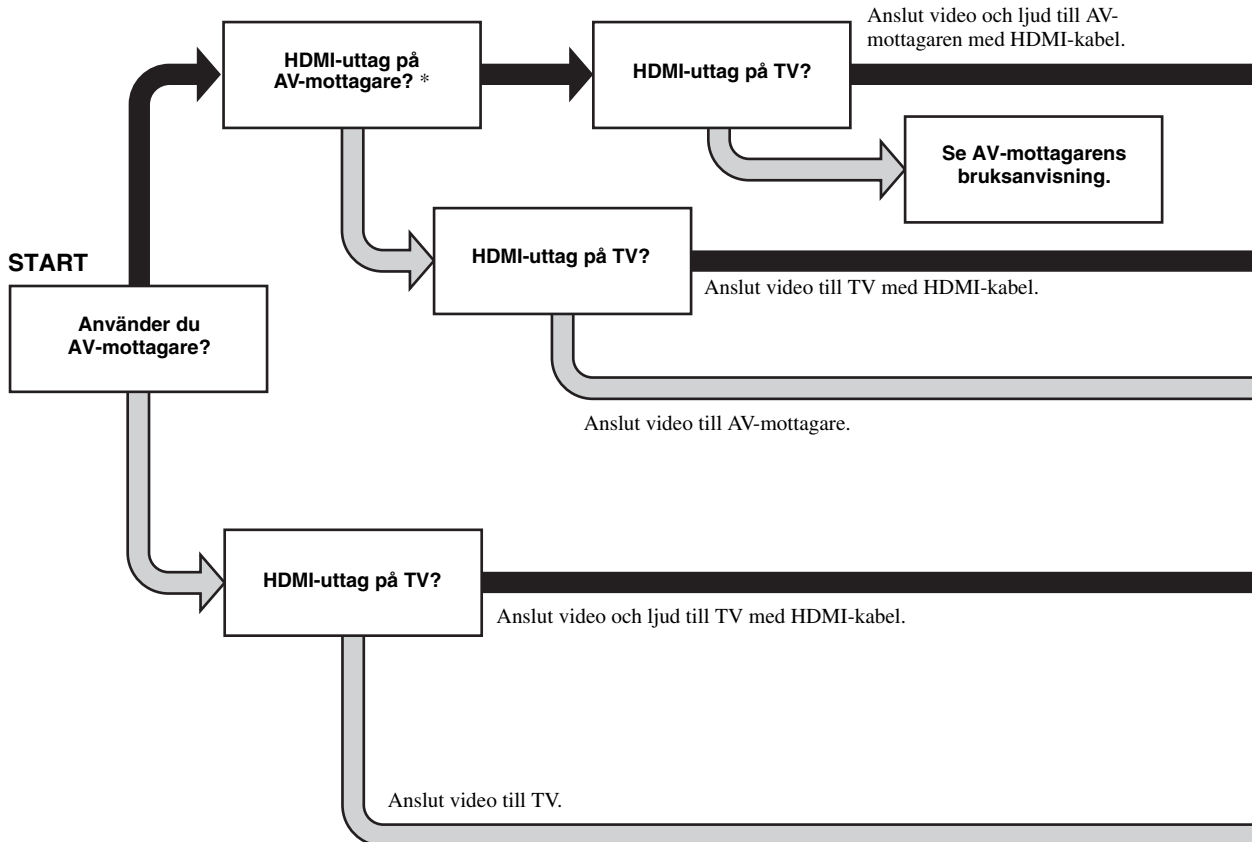 Anslut video och ljud till AV-
mottagaren med HDMI-kabel.
HDMI-uttag på
AV-mottagare? *
HDMI-uttag på TV?
Se AV-mottagarens
bruksanvisning.
HDMI-uttag på TV?
Anslut video till TV med HDMI-kabel.
START
Använder du
AV-mottagare?
Anslut video till AV-mottagare.
HDMI-uttag på TV?
Anslut video och ljud till TV med HDMI-kabel.
Anslut video till TV.